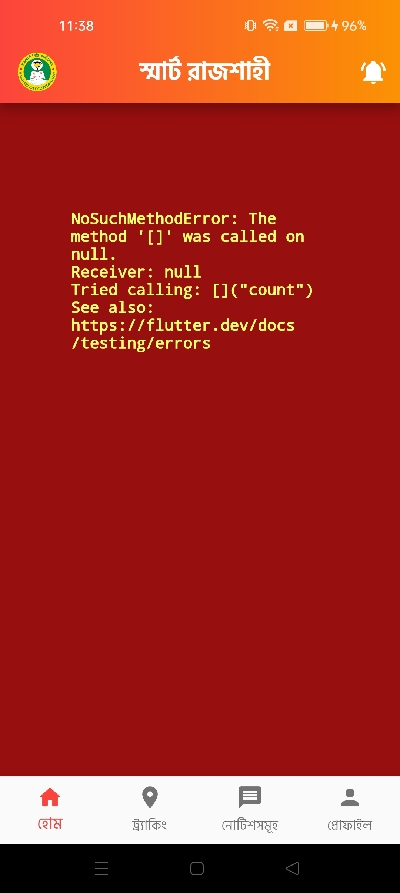 11:38
96%
স্মার্ট রাজশাহী
NoSuchMethodError: The
method '[]' was called on
null.
Receiver: null
Tried calling: []("count")
See also:
https://flutter.dev/docs
/testing/errors
হোম
ট্র্যাকিং
নোটিশসমূহ
প্রোফাইল